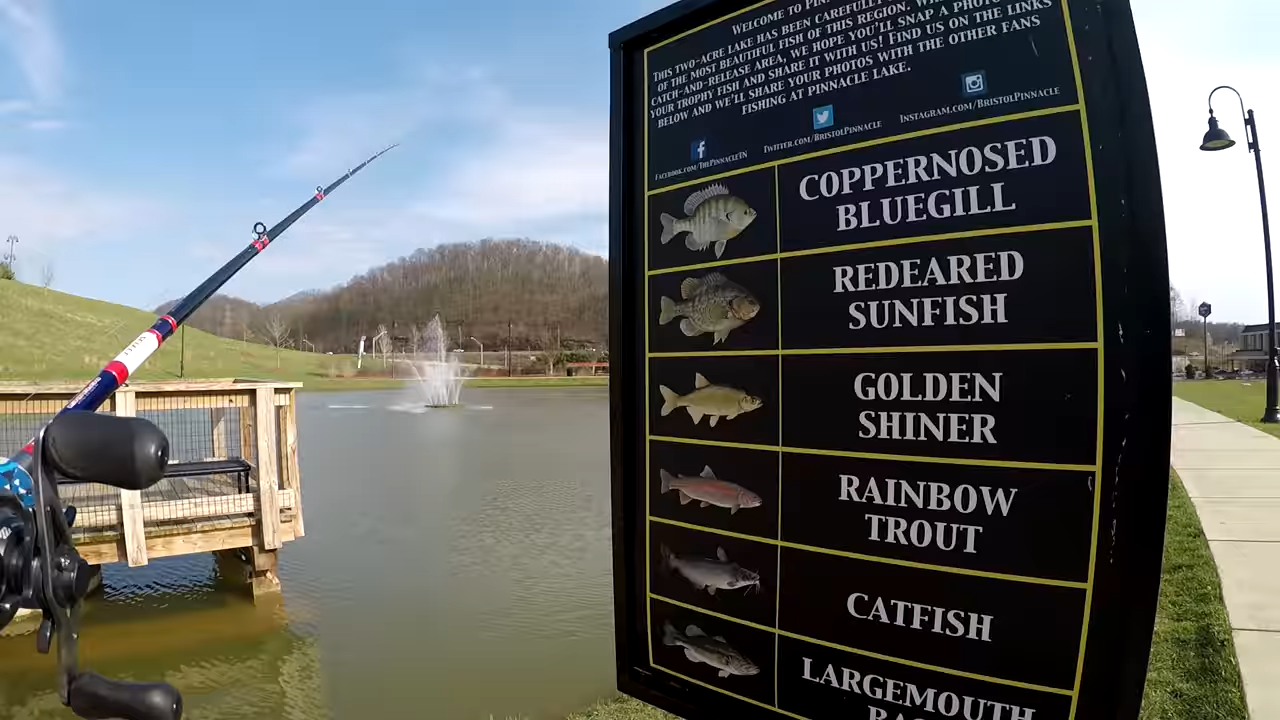 WELCOME TO
THIS TWO-ACRE LAKE HAS BEEN CAREFULLY
OF THE MOST BEAUTIFUL FISH OF THIS REGION.
CATCH-AND-RELEASE AREA, WE HOPE YOU'LL SNAP A PHOTO
YOUR TROPHY FISH AND SHARE IT WITH US! FIND US ON THE LINKS
BELOW AND WE'LL SHARE YOUR PHOTOS WITH THE OTHER FANS
FISHING AT PINNACLE LAKE.
FACEBOOK.COM/THEPINNACLETN
TWITTER.COM/BRISTOLPINNACLE
INSTAGRAM.COM/BRISTOLPINNACLE
COPPERNOSED
BLUEGILL
REDEARED
SUNFISH
GOLDEN
SHINER
RAINBOW
TROUT
CATFISH
LARGEMOUTH